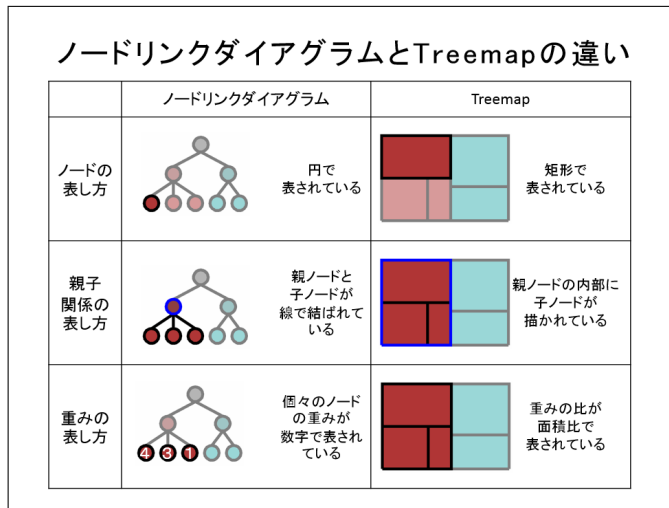 ノードリンクダイアグラムとTreemapの違い
ノードリンクダイアグラム
Treemap
ノードの
表し方
円で
表されている
矩形で
表されている
親子
関係の
表し方
親ノードと
子ノードが
線で結ばれて
いる
親ノードの内部に
子ノードが
描かれている
重みの
表し方
4 3 1
個々のノード
の重みが
数字で表され
ている
重みの比が
面積比で
表されている